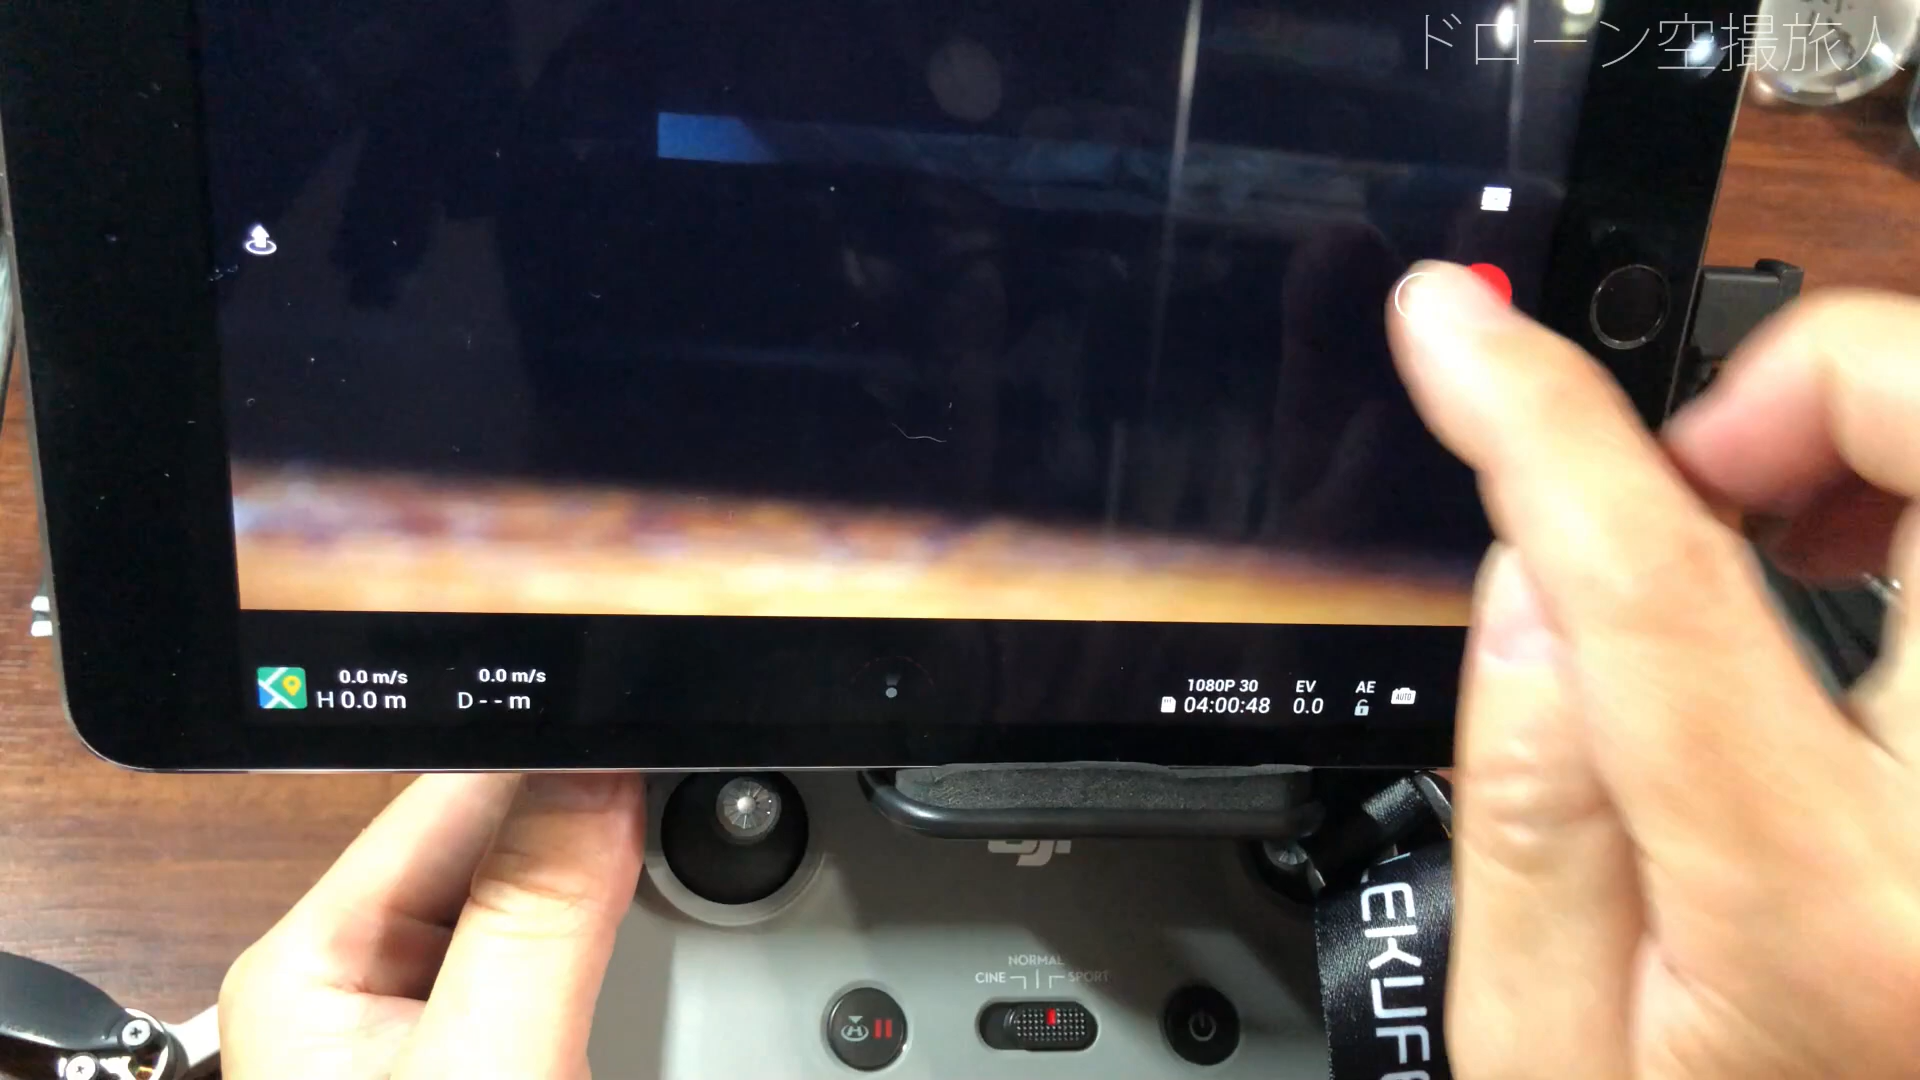 ドローン空撮旅人
0.0 m/s
0.0 m/s
H 0.0 m
D - - m
1080P 30
04:00:48
EV
0.0
AE
AUTO
dji
NORMAL
CINE
SPORT
H